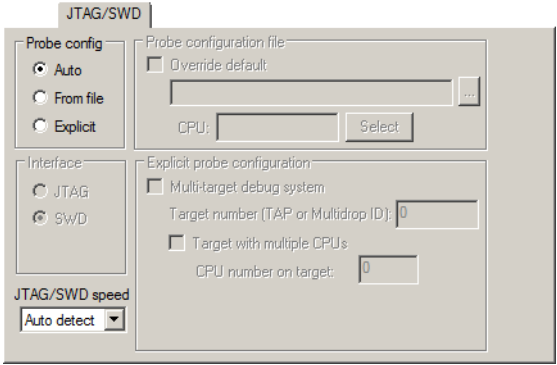 JTAG/SWD
Probe config
Auto
From file
Explicit
Probe configuration file
Override default
...
CPU:
Select
Interface
JTAG
SWD
Explicit probe configuration
Multi-target debug system
Target number (TAP or Multidrop ID): 0
Target with multiple CPUs
CPU number on target: 0
JTAG/SWD speed
Auto detect